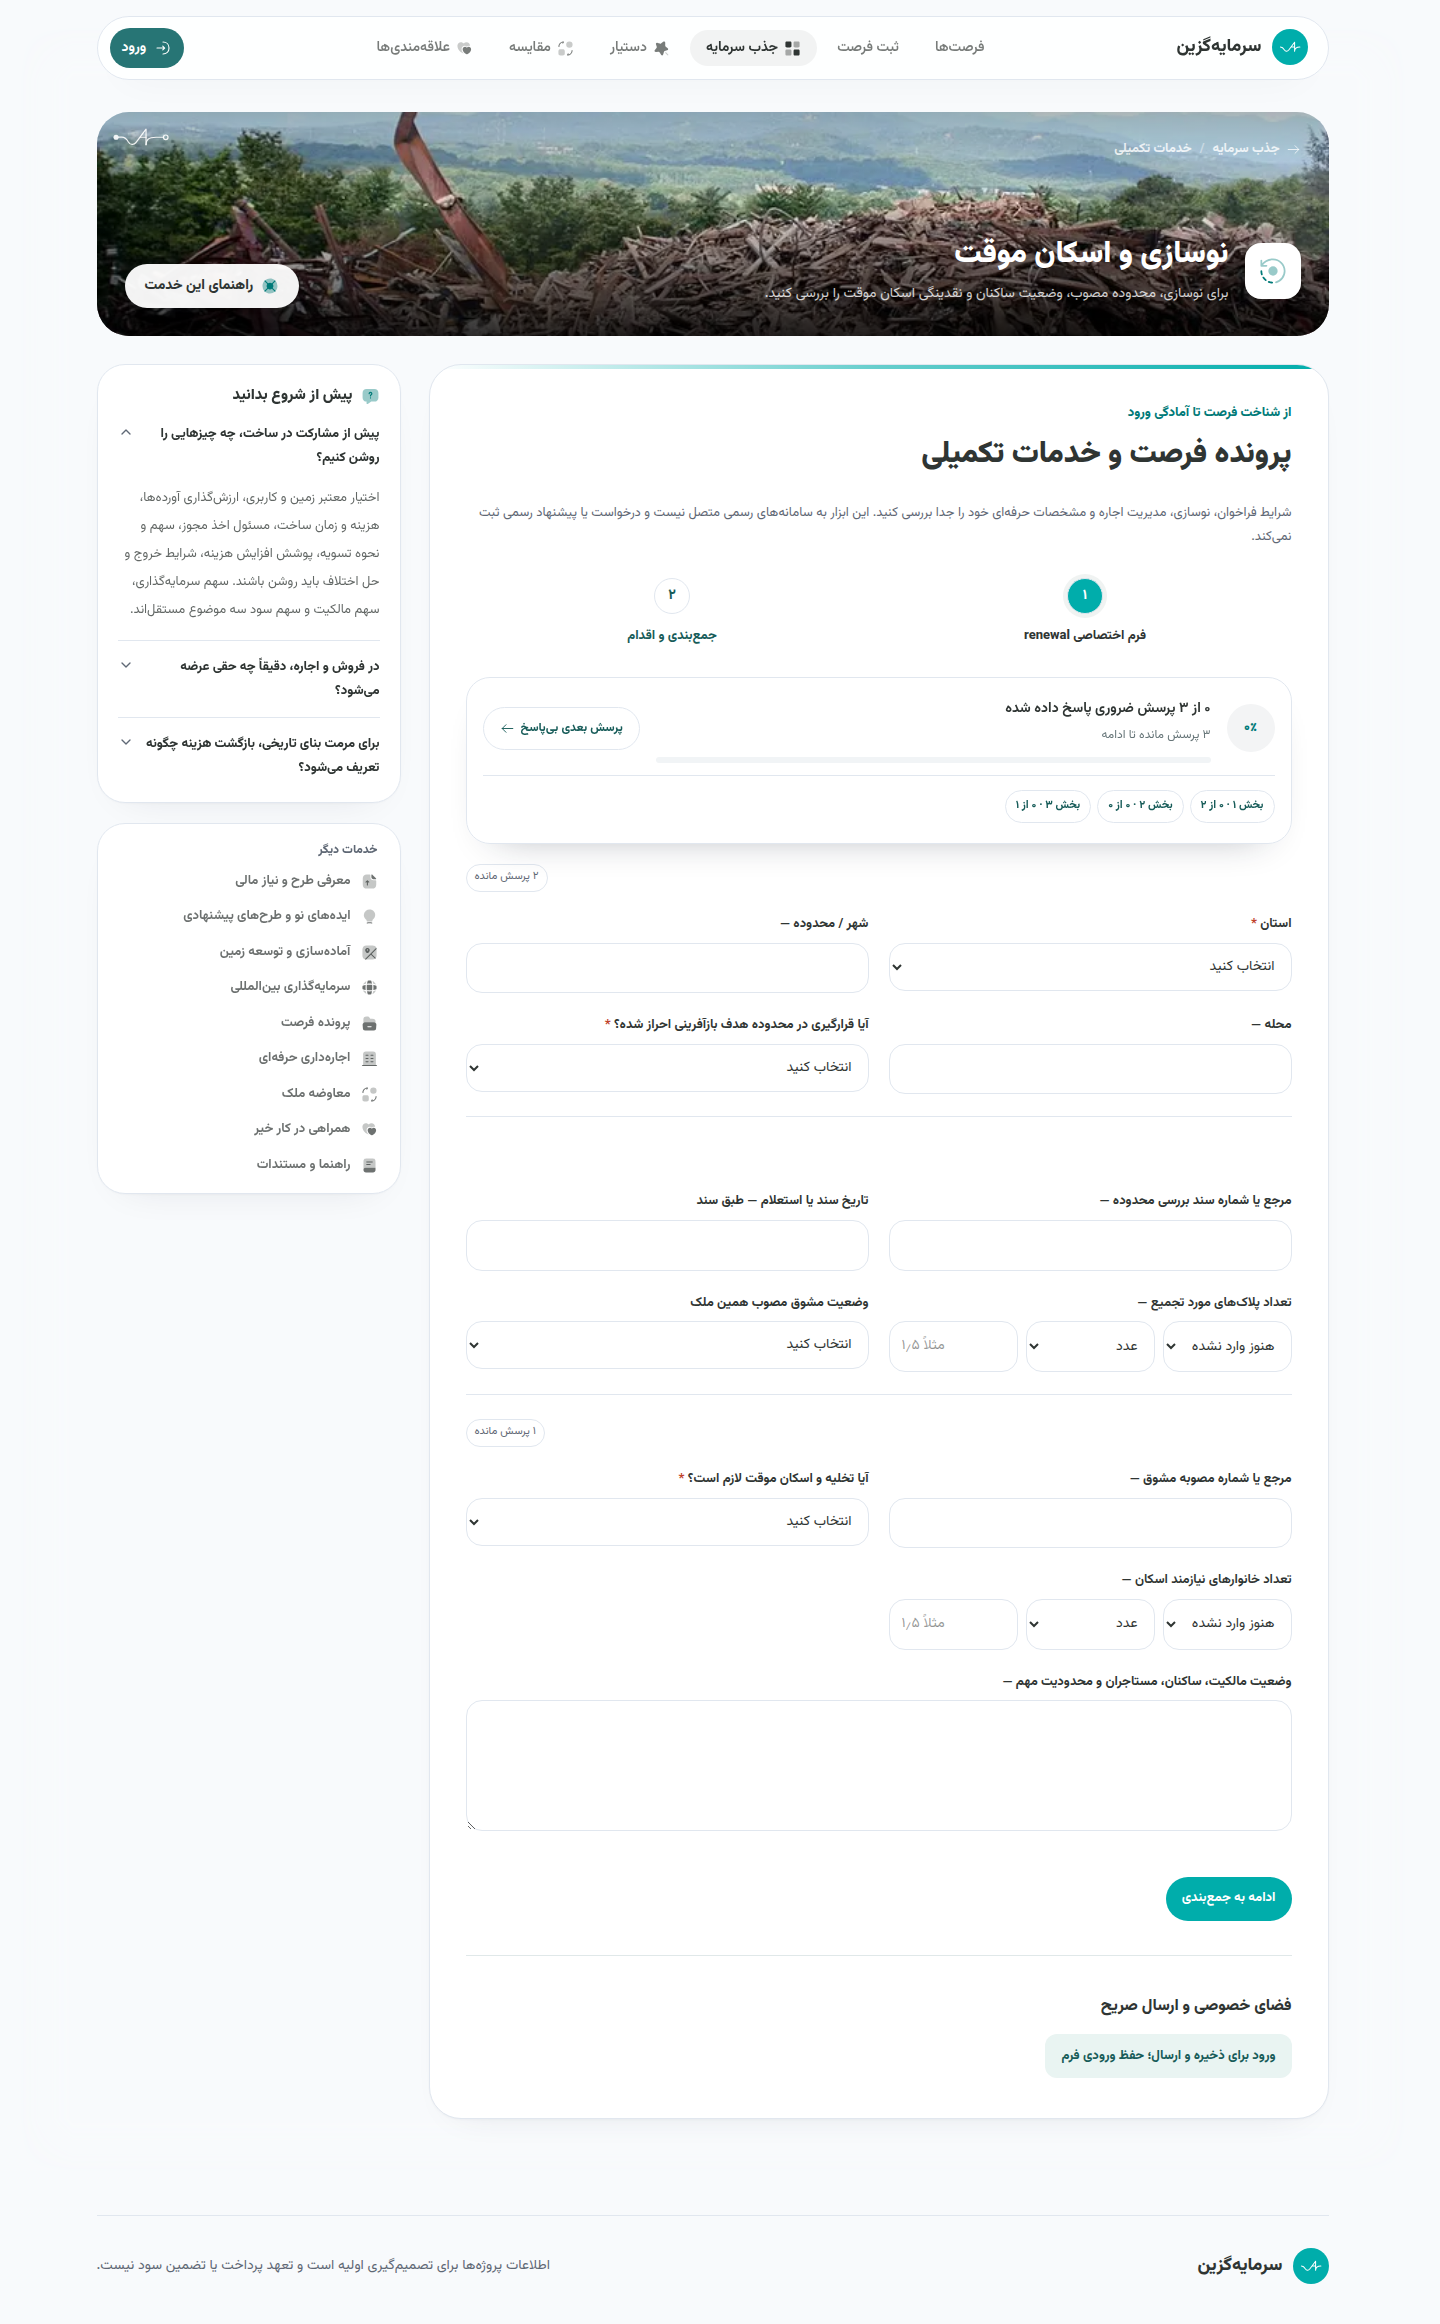 سرمایه‌گزین
فرصت‌ها
ثبت فرصت
جذب سرمایه
دستیار
مقایسه
علاقه‌مندی‌ها
ورود
جذب سرمایه / خدمات تکمیلی
نوسازی و اسکان موقت
برای نوسازی، محدوده مصوب، وضعیت ساکنان و نقدینگی اسکان موقت را بررسی کنید.
راهنمای این خدمت
از شناخت فرصت تا آمادگی ورود
پرونده فرصت و خدمات تکمیلی
شرایط فراخوان، نوسازی، مدیریت اجاره و مشخصات حرفه‌ای خود را جدا بررسی کنید. این ابزار به سامانه‌های رسمی متصل نیست و درخواست یا پیشنهاد رسمی ثبت
نمی‌کند.
۱
فرم اختصاصی renewal
۲
جمع‌بندی و اقدام
۰٪
۰ از ۳ پرسش ضروری پاسخ داده شده
۳ پرسش مانده تا ادامه
پرسش بعدی بی‌پاسخ
بخش ۱ · ۰ از ۲
بخش ۲ · ۰ از ۰
بخش ۳ · ۰ از ۱
۲ پرسش مانده
استان *
انتخاب کنید
شهر / محدوده —
محله —
آیا قرارگیری در محدوده هدف بازآفرینی احراز شده؟ *
انتخاب کنید
مرجع یا شماره سند بررسی محدوده —
تاریخ سند یا استعلام — طبق سند
تعداد پلاک‌های مورد تجمیع —
هنوز وارد نشده
عدد
مثلاً ۱٫۵
وضعیت مشوق مصوب همین ملک
انتخاب کنید
۱ پرسش مانده
مرجع یا شماره مصوبه مشوق —
آیا تخلیه و اسکان موقت لازم است؟ *
انتخاب کنید
تعداد خانوارهای نیازمند اسکان —
هنوز وارد نشده
عدد
مثلاً ۱٫۵
وضعیت مالکیت، ساکنان، مستاجران و محدودیت مهم —
ادامه به جمع‌بندی
فضای خصوصی و ارسال صریح
ورود برای ذخیره و ارسال؛ حفظ ورودی فرم
پیش از شروع بدانید
پیش از مشارکت در ساخت، چه چیزهایی را
روشن کنیم؟
اختیار معتبر زمین و کاربری، ارزش‌گذاری آورده‌ها،
هزینه و زمان ساخت، مسئول اخذ مجوز، سهم و
نحوه تسویه، پوشش افزایش هزینه، شرایط خروج و
حل اختلاف باید روشن باشند. سهم سرمایه‌گذاری،
سهم مالکیت و سهم سود سه موضوع مستقل‌اند.
در فروش و اجاره، دقیقاً چه حقی عرضه
می‌شود؟
برای مرمت بنای تاریخی، بازگشت هزینه چگونه
تعریف می‌شود؟
خدمات دیگر
معرفی طرح و نیاز مالی
ایده‌های نو و طرح‌های پیشنهادی
آماده‌سازی و توسعه زمین
سرمایه‌گذاری بین‌المللی
پرونده فرصت
اجاره‌داری حرفه‌ای
معاوضه ملک
همراهی در کار خیر
راهنما و مستندات
سرمایه‌گزین
اطلاعات پروژه‌ها برای تصمیم‌گیری اولیه است و تعهد پرداخت یا تضمین سود نیست.